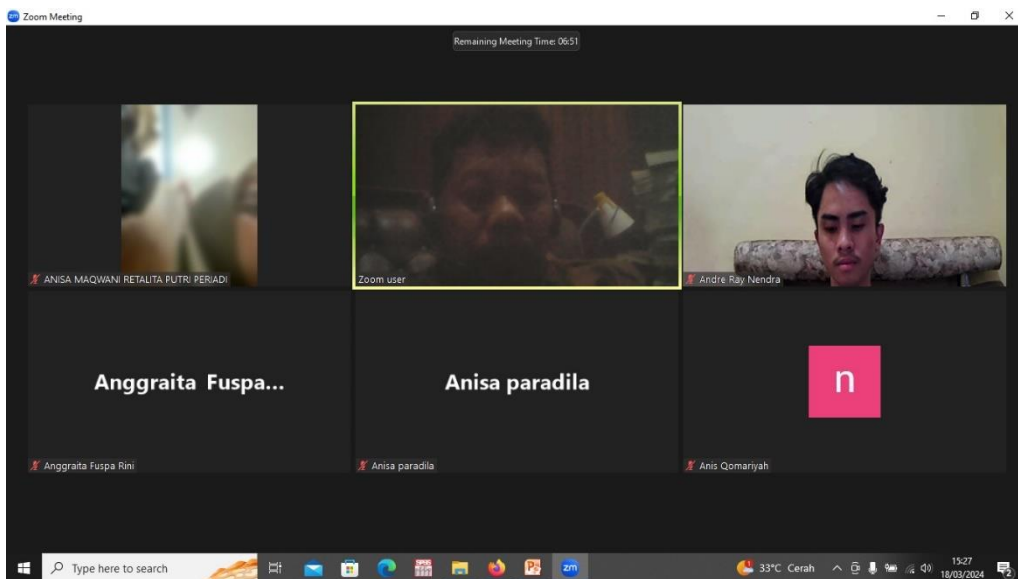 Zoom Meeting
Remaining Meeting Time: 06:51
ANISA MAQWANI RETALITA PUTRI PERIADI
Zoom user
Andre Ray Nendra
Anggraita Fuspa...
Anisa paradila
n
Anggraita Fuspa Rini
Anisa paradila
Anis Qomariyah
Type here to search
zm
33°C Cerah
15:27
18/03/2024